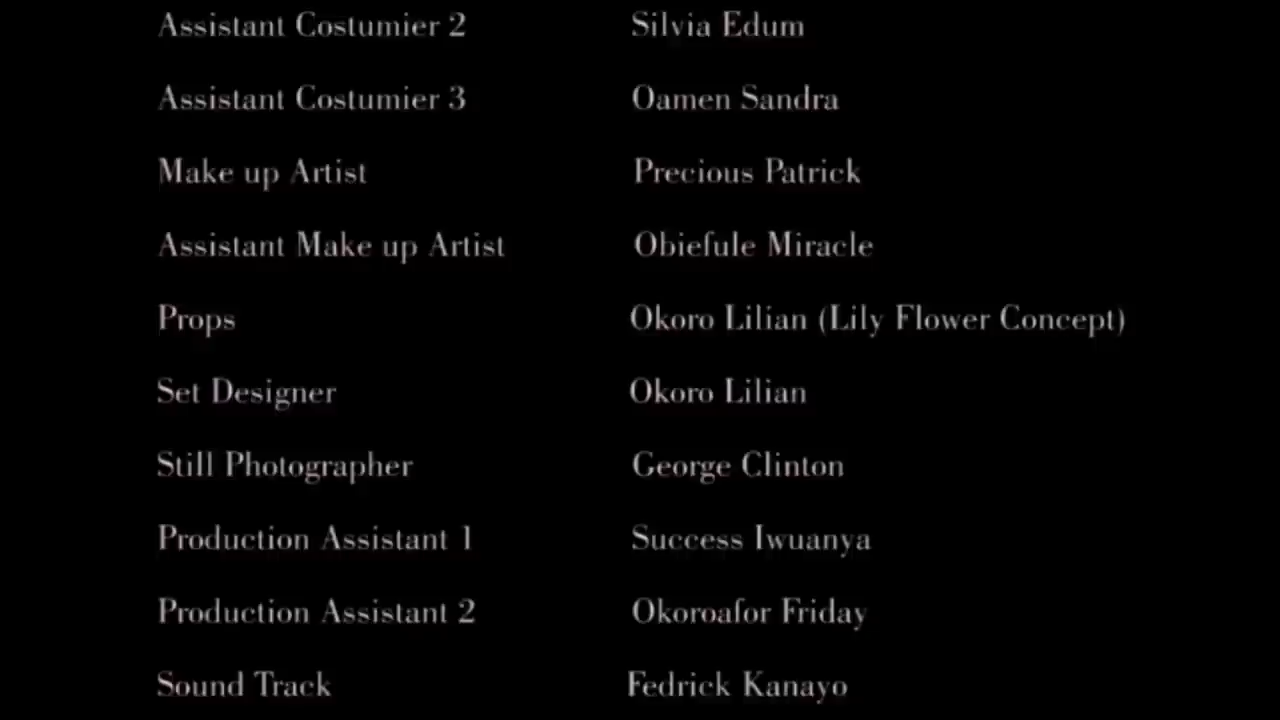 Assistant Costumier 2 Silvia Edum
Assistant Costumier 3 Oamen Sandra
Make up Artist Precious Patrick
Assistant Make up Artist Obiefule Miracle
Props Okoro Lilian (Lily Flower Concept)
Set Designer Okoro Lilian
Still Photographer George Clinton
Production Assistant 1 Success Iwuanya
Production Assistant 2 Okoroafor Friday
Sound Track Fedrick Kanayo